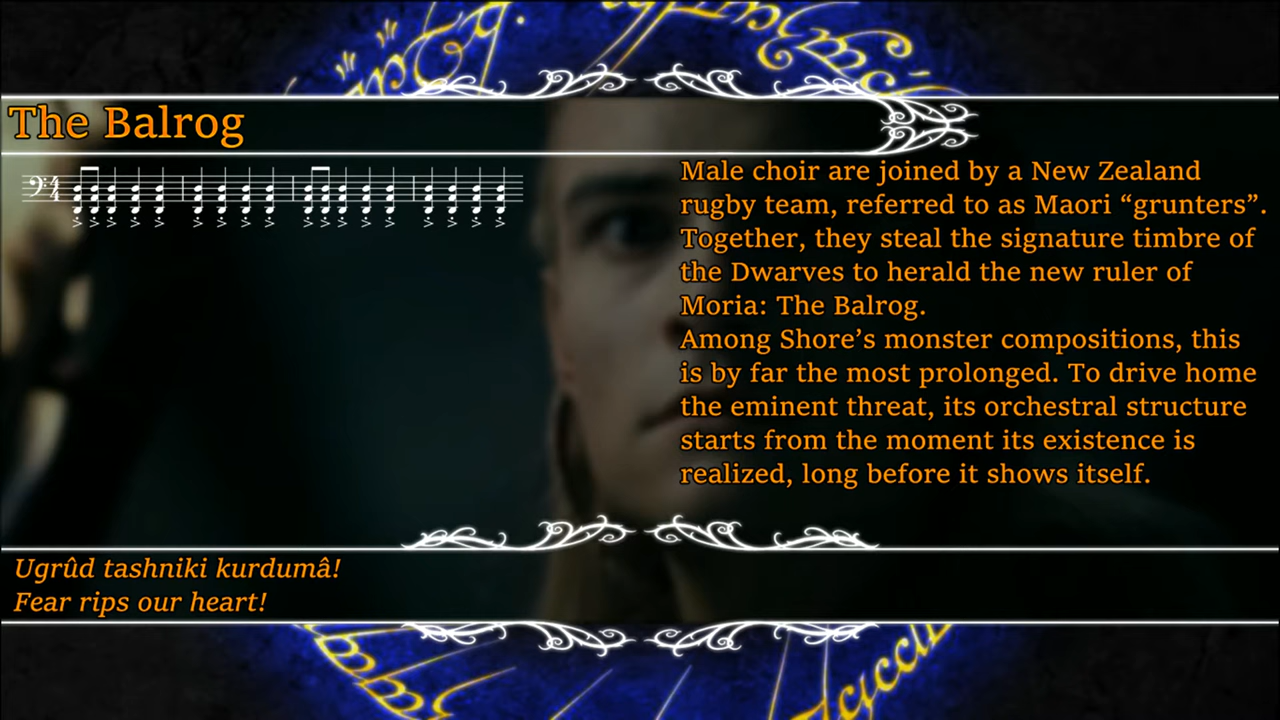 The Balrog
Male choir are joined by a New Zealand
rugby team, referred to as Maori “grunters”.
Together, they steal the signature timbre of
the Dwarves to herald the new ruler of
Moria: The Balrog.
Among Shore’s monster compositions, this
is by far the most prolonged. To drive home
the eminent threat, its orchestral structure
starts from the moment its existence is
realized, long before it shows itself.
Ugrûd tashniki kurdumâ!
Fear rips our heart!